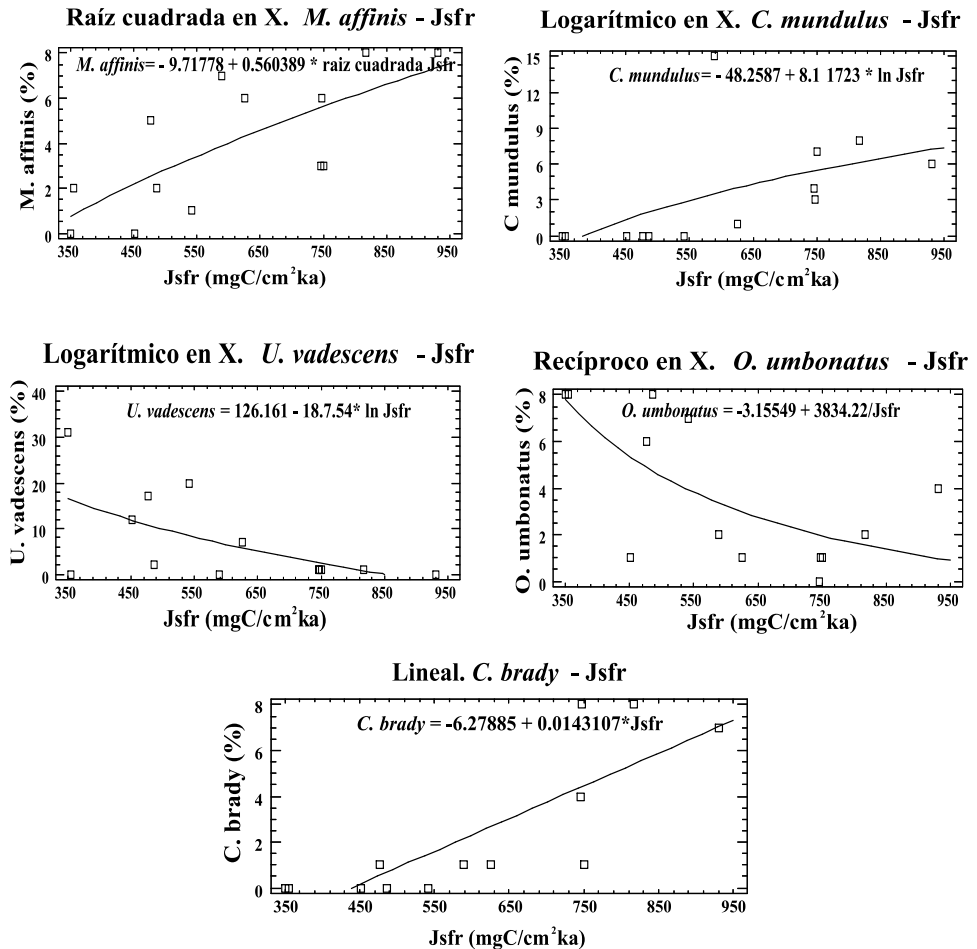 Raíz cuadrada en X. M. affinis - Jsfr
M. affinis= - 9.71778 + 0.560389 * raiz cuadrada Jsfr
M. affinis (%)
8
6
4
2
0
350 450 550 650 750 850 950
Jsfr (mgC/cm²ka)
Logarítmico en X. C. mundulus - Jsfr
C. mundulus= - 48.2587 + 8.1 1723 * ln Jsfr
C mundulus (%)
15
12
9
6
3
0
350 450 550 650 750 850 950
Jsfr (mgC/cm²ka)
Logarítmico en X. U. vadescens - Jsfr
U. vadescens = 126.161 - 18.7.54* ln Jsfr
U. vadescens (%)
40
30
20
10
0
350 450 550 650 750 850 950
Jsfr (mgC/cm²ka)
Recíproco en X. O. umbonatus - Jsfr
O. umbonatus = -3.15549 + 3834.22/Jsfr
O. umbonatus (%)
8
6
4
2
0
350 450 550 650 750 850 950
Jsfr (mgC/cm²ka)
Lineal. C. brady - Jsfr
C. brady = -6.27885 + 0.0143107*Jsfr
C. brady (%)
8
6
4
2
0
350 450 550 650 750 850 950
Jsfr (mgC/cm²ka)